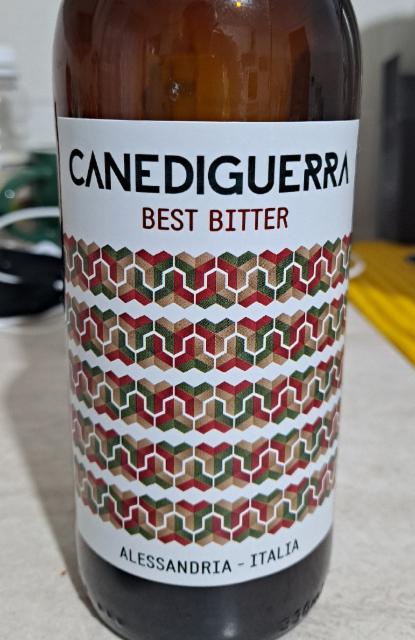 CANEDIGUERRA
BEST BITTER
ALESSANDRIA - ITALIA